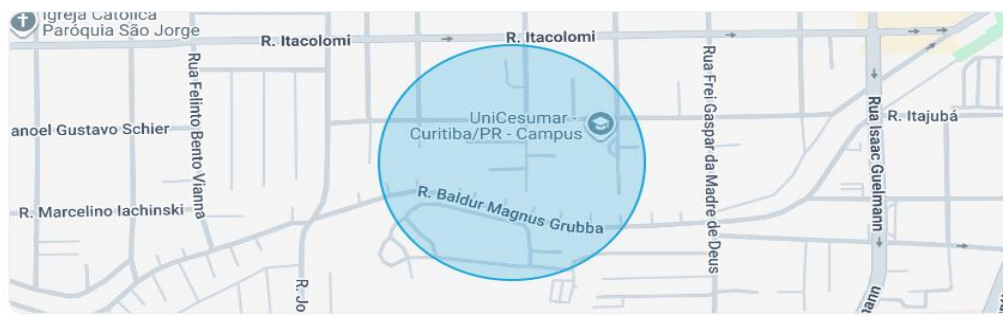 Igreja Católica
Paróquia São Jorge
R. Itacolomi
R. Itacolomi
Rua Felinto Bento Vianna
Rua Frei Gaspar da Madre de Deus
UniCesumar -
Curitiba/PR - Campus
Rua Isaac Guelmann
R. Itajubá
anoel Gustavo Schier
R. Marcelino Iachinski
R. Baldur Magnus Grubba
R. Jo
mann